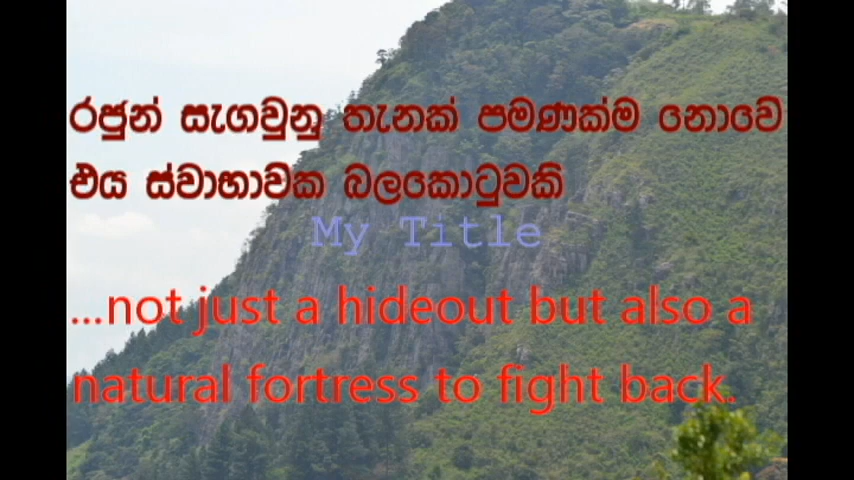 රජුන් සැගවුනු තැනක් පමණක්ම නොවේ
එය ස්වාභාවක බලකොටුවකි
My Title
...not just a hideout but also a
natural fortress to fight back.